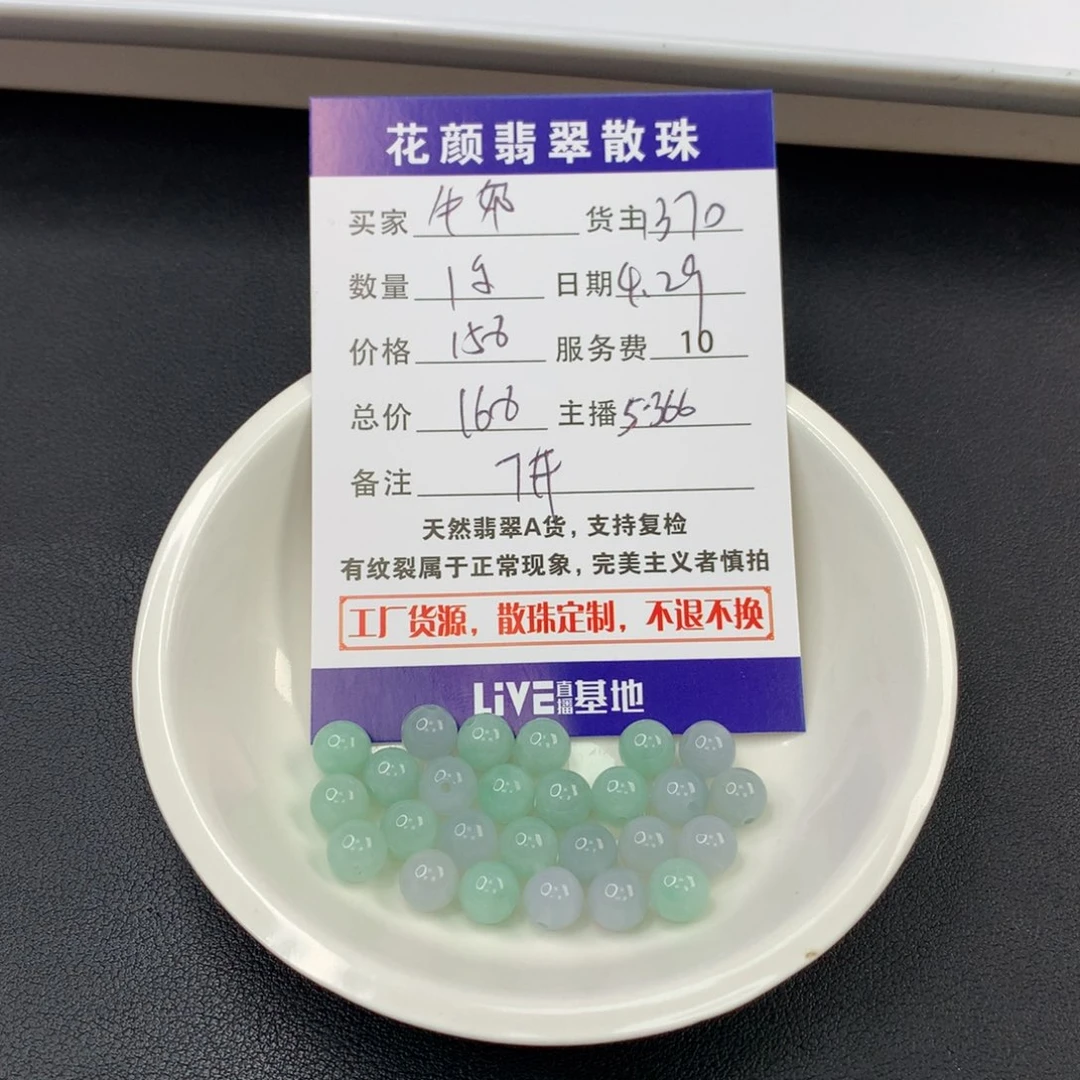 花颜翡翠散珠
买家 牛奶 货主 370
数量 1 日期 4.29
价格 156 服务费 10
总价 166 主播 5.366
备注
天然翡翠A货，支持复检
有纹裂属于正常现象，完美主义者慎拍
工厂货源，散珠定制，不退不换
LiVE直播基地